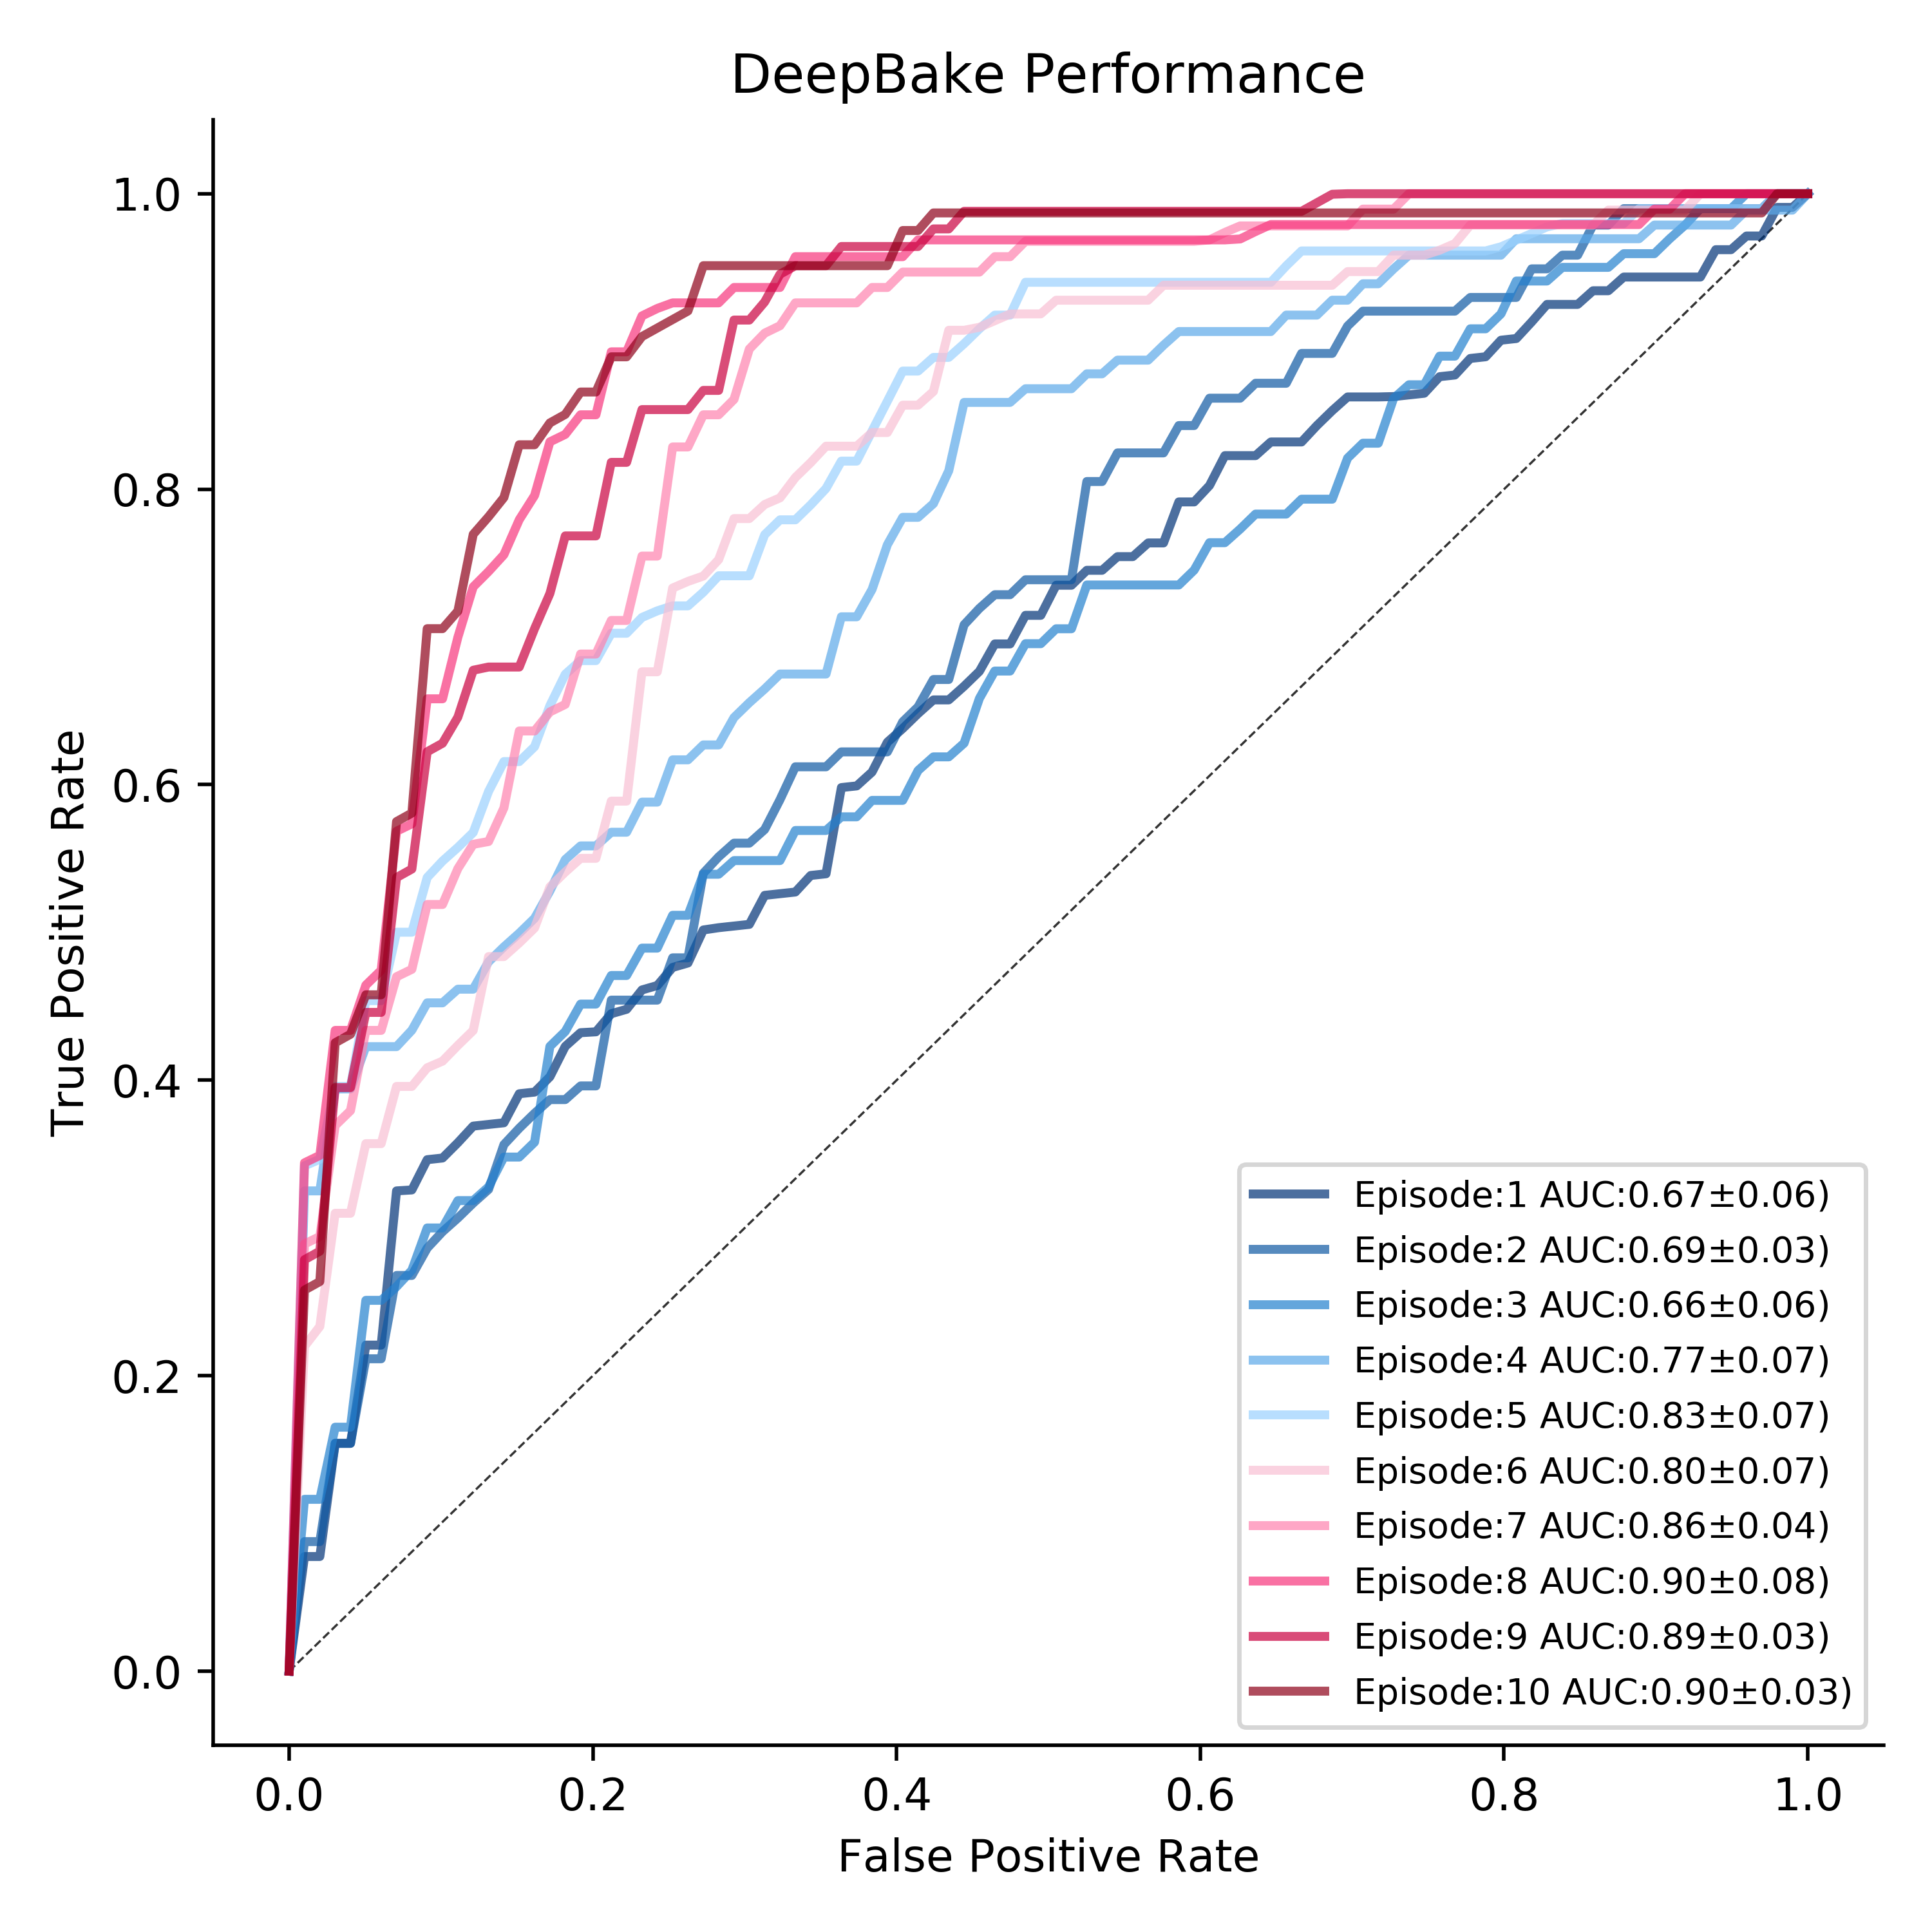 DeepBake Performance
True Positive Rate
1.0
0.8
0.6
0.4
0.2
0.0
Episode:1 AUC:0.67±0.06)
Episode:2 AUC:0.69±0.03)
Episode:3 AUC:0.66±0.06)
Episode:4 AUC:0.77±0.07)
Episode:5 AUC:0.83±0.07)
Episode:6 AUC:0.80±0.07)
Episode:7 AUC:0.86±0.04)
Episode:8 AUC:0.90±0.08)
Episode:9 AUC:0.89±0.03)
Episode:10 AUC:0.90±0.03)
0.0 0.2 0.4 0.6 0.8 1.0
False Positive Rate